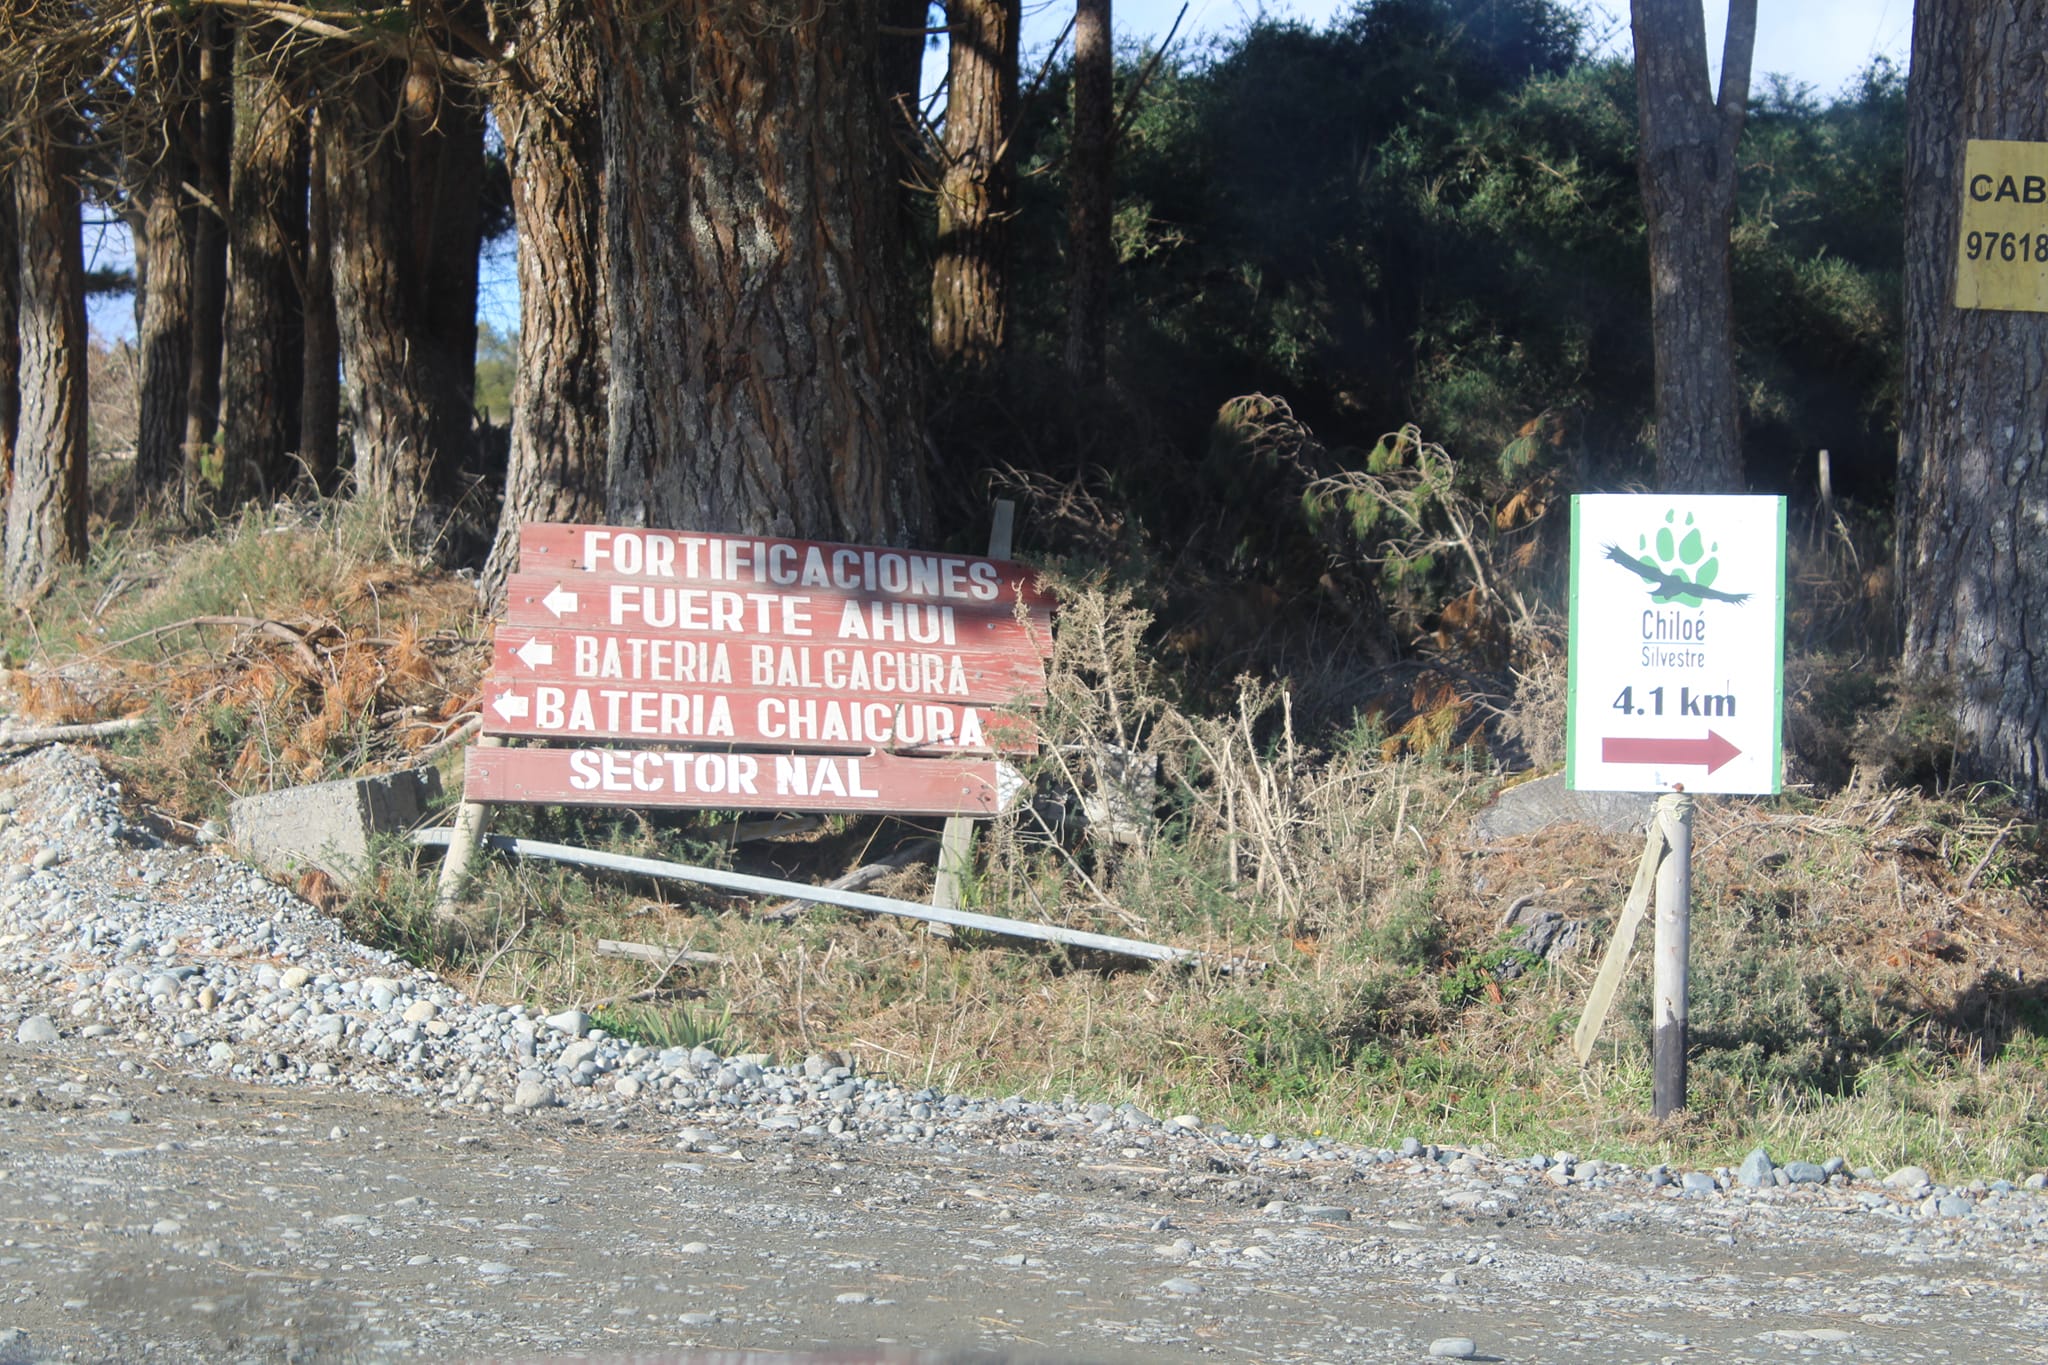 FORTIFICACIONES
FUERTE AHUI
BATERIA BALCACURA
BATERIA CHAICURA
SECTOR NAL
Chiloé
Silvestre
4.1 km
CAB
97618